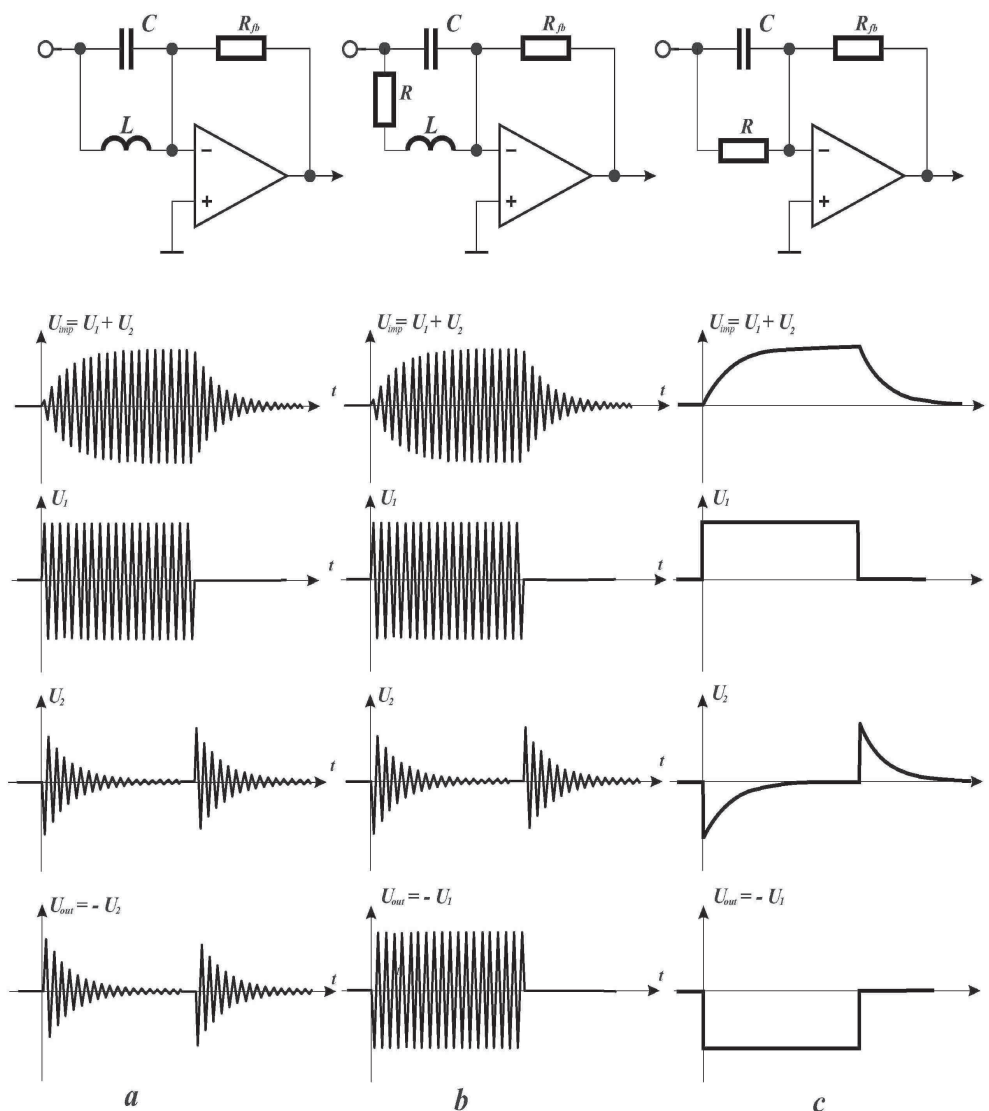 C R_fb C R_fb C R_fb
R
L L R
− − −
+ + +
U_imp= U_1 + U_2 U_imp= U_1 + U_2 U_imp= U_1 + U_2
t t t
U_1 U_1 U_1
t t t
U_2 U_2 U_2
t t t
U_out = - U_2 U_out = - U_1 U_out = - U_1
t t t
a b c